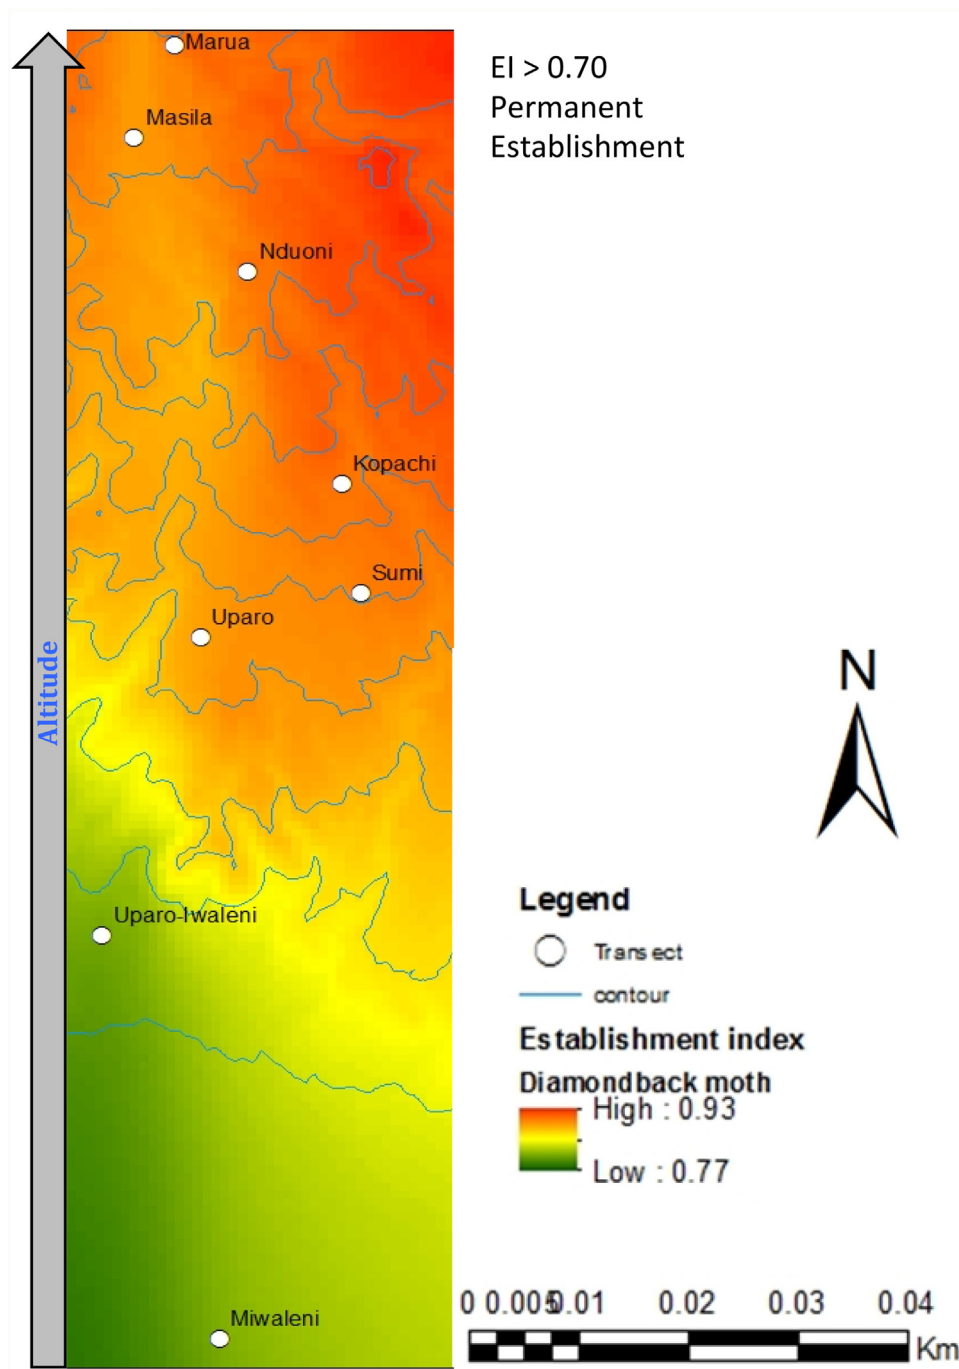 Marua
EI > 0.70
Permanent
Establishment
Masila
Nduoni
Kopachi
Sumi
Uparo
Altitude
N
Uparo-Iwaleni
Legend
Transect
contour
Establishment index
Diamondback moth
High : 0.93
Low : 0.77
Miwaleni
0 0.005 0.01 0.02 0.03 0.04
Km